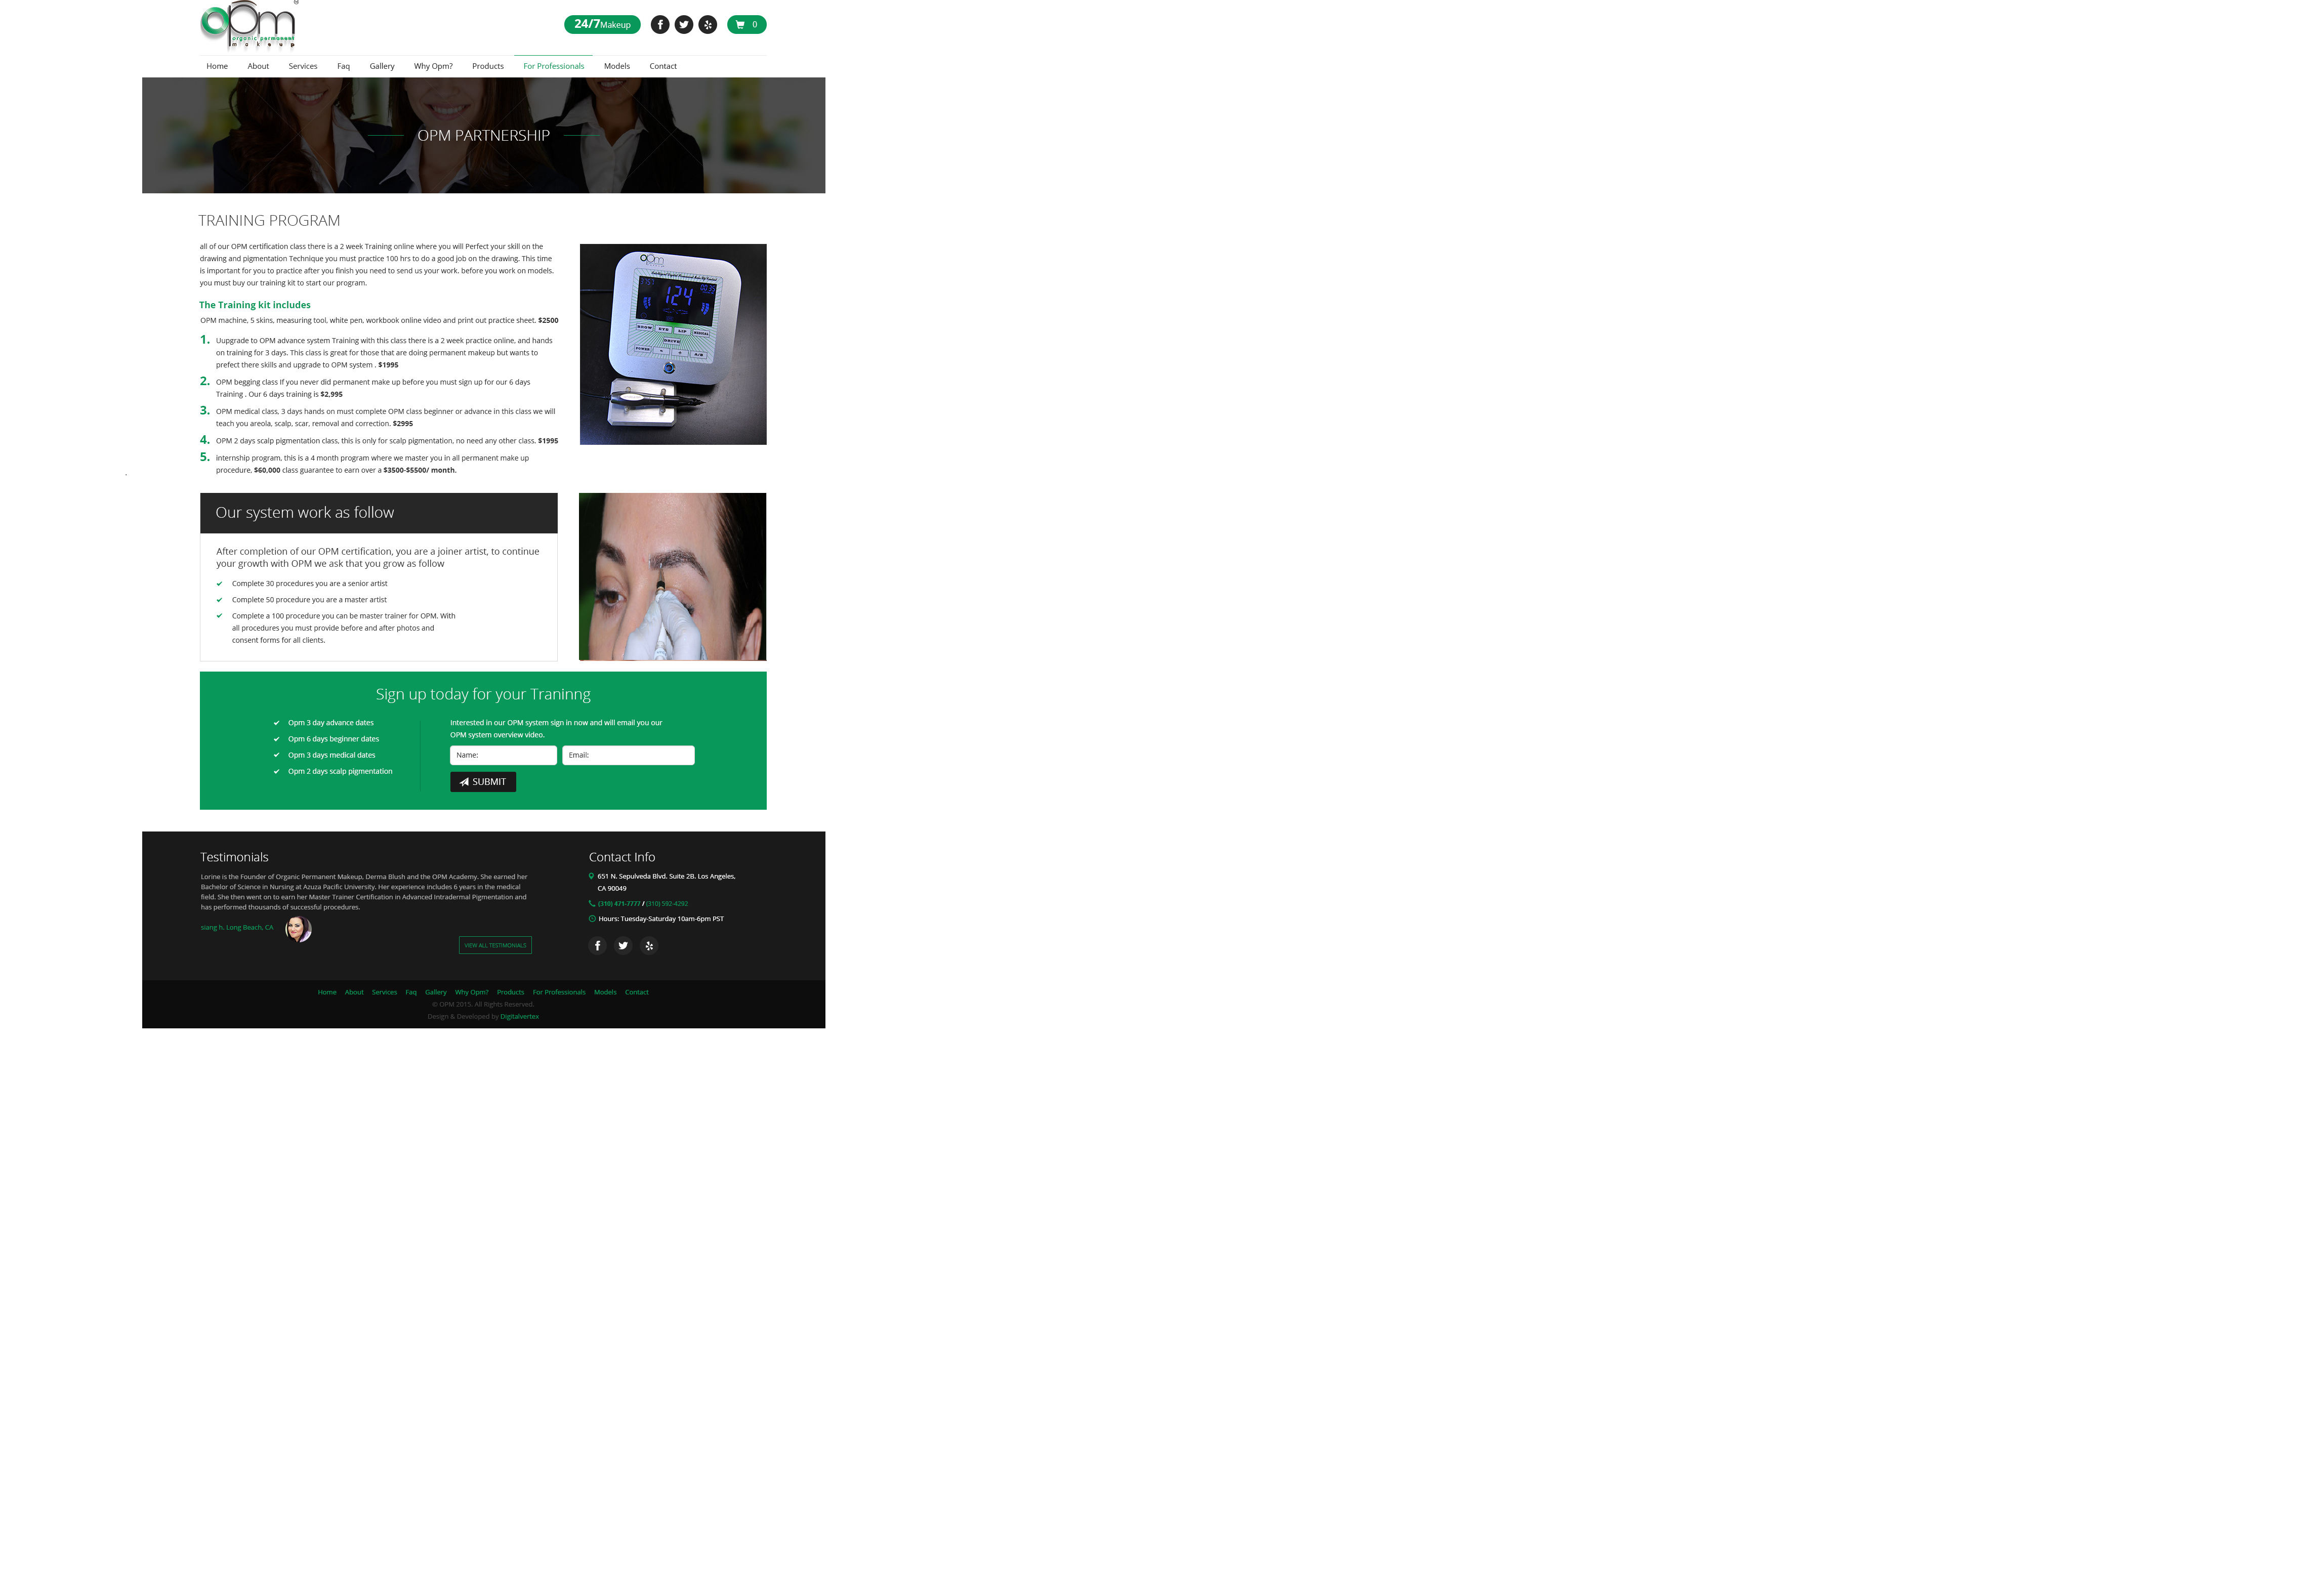 opm
organic permanent
makeup
24/7Makeup
0
Home About Services Faq Gallery Why Opm? Products For Professionals Models Contact
OPM PARTNERSHIP
TRAINING PROGRAM
all of our OPM certification class there is a 2 week Training online where you will Perfect your skill on the
drawing and pigmentation Technique you must practice 100 hrs to do a good job on the drawing. This time
is important for you to practice after you finish you need to send us your work. before you work on models.
you must buy our training kit to start our program.
The Training kit includes
OPM machine, 5 skins, measuring tool, white pen, workbook online video and print out practice sheet. $2500
1. Uupgrade to OPM advance system Training with this class there is a 2 week practice online, and hands
on training for 3 days. This class is great for those that are doing permanent makeup but wants to
prefect there skills and upgrade to OPM system . $1995
2. OPM begging class If you never did permanent make up before you must sign up for our 6 days
Training . Our 6 days training is $2,995
3. OPM medical class, 3 days hands on must complete OPM class beginner or advance in this class we will
teach you areola, scalp, scar, removal and correction. $2995
4. OPM 2 days scalp pigmentation class, this is only for scalp pigmentation, no need any other class. $1995
5. internship program, this is a 4 month program where we master you in all permanent make up
procedure, $60,000 class guarantee to earn over a $3500-$5500/ month.
opm
124
EYE
LIP
Our system work as follow
After completion of our OPM certification, you are a joiner artist, to continue
your growth with OPM we ask that you grow as follow
Complete 30 procedures you are a senior artist
Complete 50 procedure you are a master artist
Complete a 100 procedure you can be master trainer for OPM. With
all procedures you must provide before and after photos and
consent forms for all clients.
Sign up today for your Traninng
Opm 3 day advance dates
Opm 6 days beginner dates
Opm 3 days medical dates
Opm 2 days scalp pigmentation
Interested in our OPM system sign in now and will email you our
OPM system overview video.
Name: Email:
SUBMIT
Testimonials
Lorine is the Founder of Organic Permanent Makeup, Derma Blush and the OPM Academy. She earned her
Bachelor of Science in Nursing at Azuza Pacific University. Her experience includes 6 years in the medical
field. She then went on to earn her Master Trainer Certification in Advanced Intradermal Pigmentation and
has performed thousands of successful procedures.
siang h. Long Beach, CA
VIEW ALL TESTIMONIALS
Contact Info
651 N. Sepulveda Blvd. Suite 2B. Los Angeles,
CA 90049
(310) 471-7777 / (310) 592-4292
Hours: Tuesday-Saturday 10am-6pm PST
Home About Services Faq Gallery Why Opm? Products For Professionals Models Contact
© OPM 2015. All Rights Reserved.
Design & Developed by Digitalvertex